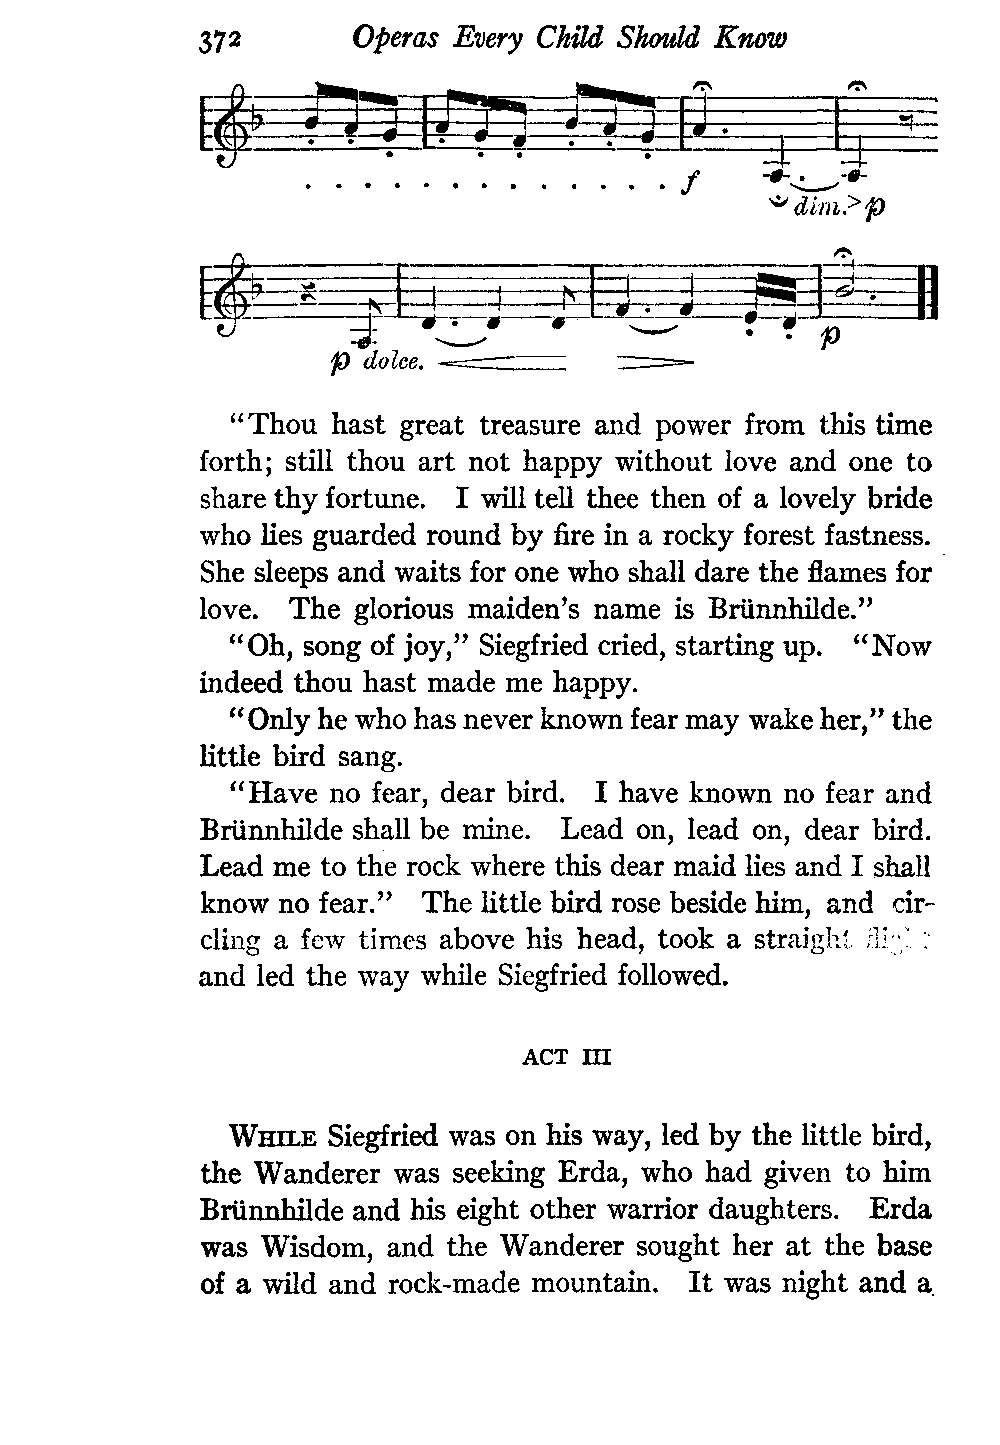 372 Operas Every Child Should Know
f
dim. > p
p dolce.
p
“Thou hast great treasure and power from this time
forth; still thou art not happy without love and one to
share thy fortune. I will tell thee then of a lovely bride
who lies guarded round by fire in a rocky forest fastness.
She sleeps and waits for one who shall dare the flames for
love. The glorious maiden’s name is Brünnhilde.”
“Oh, song of joy,” Siegfried cried, starting up. “Now
indeed thou hast made me happy.
“Only he who has never known fear may wake her,” the
little bird sang.
“Have no fear, dear bird. I have known no fear and
Brünnhilde shall be mine. Lead on, lead on, dear bird.
Lead me to the rock where this dear maid lies and I shall
know no fear.” The little bird rose beside him, and cir-
cling a few times above his head, took a straight
and led the way while Siegfried followed.
ACT III
While Siegfried was on his way, led by the little bird,
the Wanderer was seeking Erda, who had given to him
Brünnhilde and his eight other warrior daughters. Erda
was Wisdom, and the Wanderer sought her at the base
of a wild and rock-made mountain. It was night and a